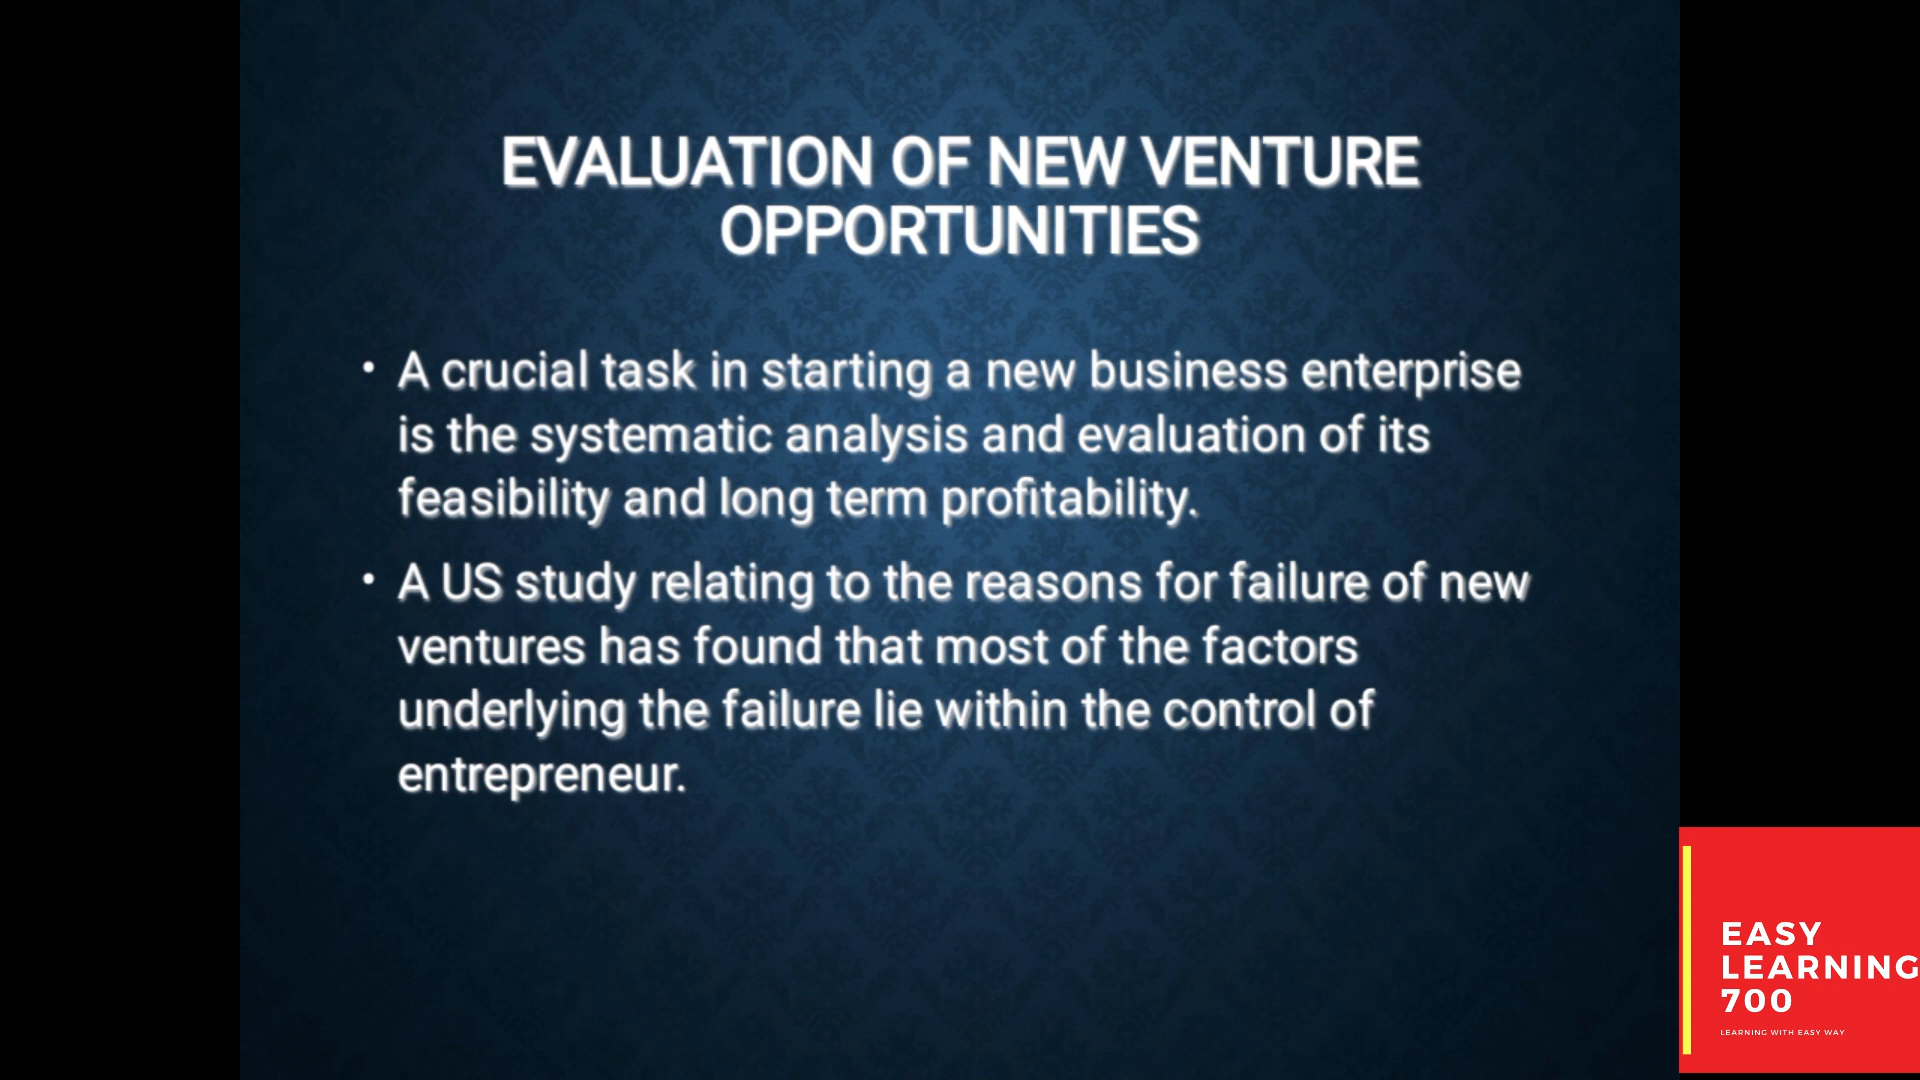 EVALUATION OF NEW VENTURE
OPPORTUNITIES
• A crucial task in starting a new business enterprise
is the systematic analysis and evaluation of its
feasibility and long term profitability.
• A US study relating to the reasons for failure of new
ventures has found that most of the factors
underlying the failure lie within the control of
entrepreneur.
EASY
LEARNING
700
LEARNING WITH EASY WAY